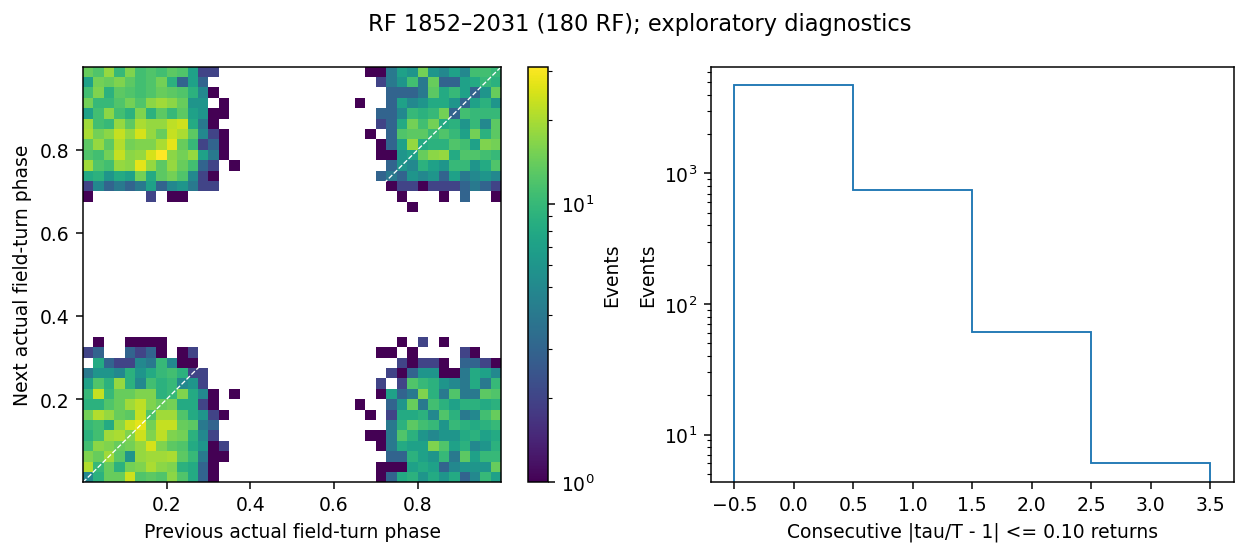 RF 1852–2031 (180 RF); exploratory diagnostics
Next actual field-turn phase
0.8
0.6
0.4
0.2
0.2 0.4 0.6 0.8
Previous actual field-turn phase
10¹
10⁰
Events
Events
10³
10²
10¹
−0.5 0.0 0.5 1.0 1.5 2.0 2.5 3.0 3.5
Consecutive |tau/T - 1| <= 0.10 returns